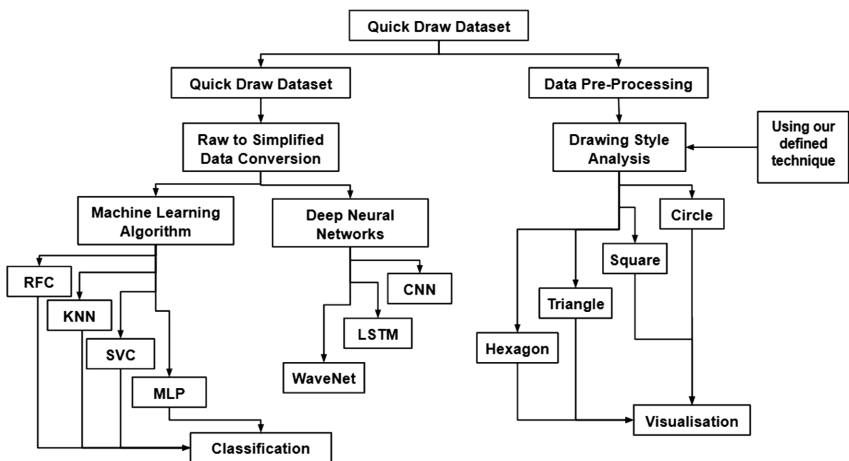 Quick Draw Dataset
Quick Draw Dataset
Data Pre-Processing
Raw to Simplified
Data Conversion
Drawing Style
Analysis
Using our
defined
technique
Machine Learning
Algorithm
Deep Neural
Networks
Circle
RFC
KNN
SVC
MLP
CNN
LSTM
WaveNet
Square
Triangle
Hexagon
Classification
Visualisation